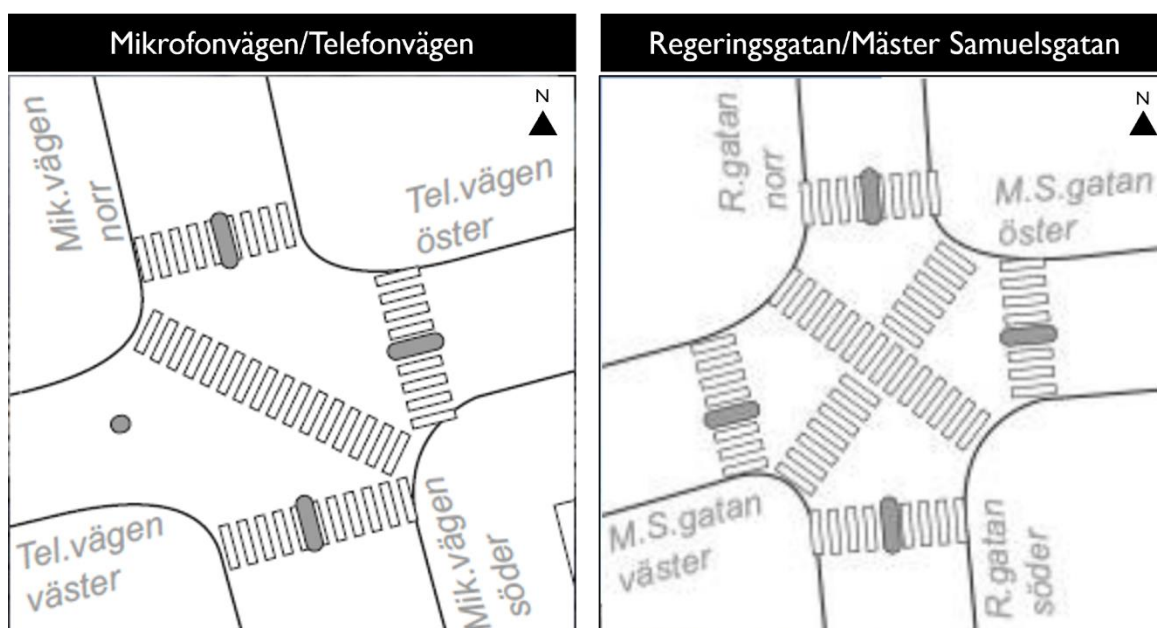 Mikrofonvägen/Telefonvägen
Mik.vägen
norr
N
Tel.vägen
öster
Tel.vägen
väster
Mik.vägen
söder
Regeringsgatan/Mäster Samuelsgatan
R.gatan
norr
N
M.S.gatan
öster
M.S.gatan
väster
R.gatan
söder